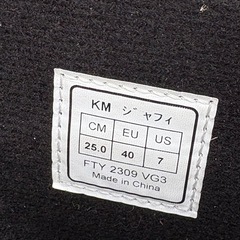 KM ジャフィ
CM EU US
25.0 40 7
FTY 2309 VG3
Made in China